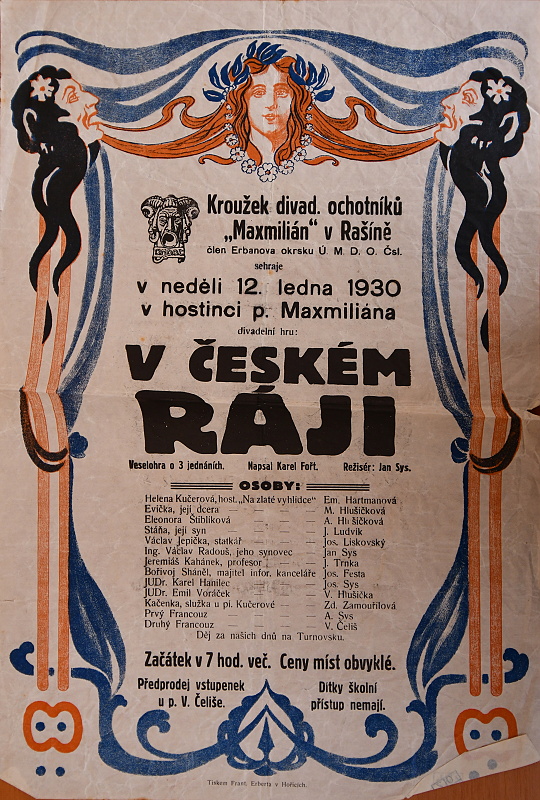 Kroužek divad. ochotníků
„Maxmilián" v Rašíně
člen Erbanova okrsku Ú. M. D. O. Čsl.
sehraje
v neděli 12. ledna 1930
v hostinci p. Maxmiliána
divadelní hru:
V ČESKÉM
RÁJI
Veselohra o 3 jednáních. Napsal Karel Fořt. Režisér: Jan Sys.
OSOBY:
Helena Kučerová, host. „Na zlaté vyhlídce" Em. Hartmanová
Evička, její dcera — — — — M. Hlušičková
Eleonora Štiblíková — — — A. Hlušičková
Stáňa, její syn — — — — J. Ludvík
Václav Jepička, statkář — — — Jos. Liskovský
Ing. Václav Radouš, jeho synovec — Jan Sys
Jeremiáš Kahánek, profesor — — J. Trnka
Bořivoj Sháněl, majitel infor. kanceláře Jos. Festa
JUDr. Karel Hanilec — — — Jos. Sys
JUDr. Emil Voráček — — — V. Hlušička
Kačenka, služka u pí. Kučerové — — Zd. Zamouřilová
Prvý Francouz — — — — A. Sys
Druhý Francouz — — — — V. Čeliš
Děj za našich dnů na Turnovsku.
Začátek v 7 hod. več. Ceny míst obvyklé.
Předprodej vstupenek
u p. V. Čeliše.
Dítky školní
přístup nemají.
Tiskem Frant. Erberta v Hořicích.